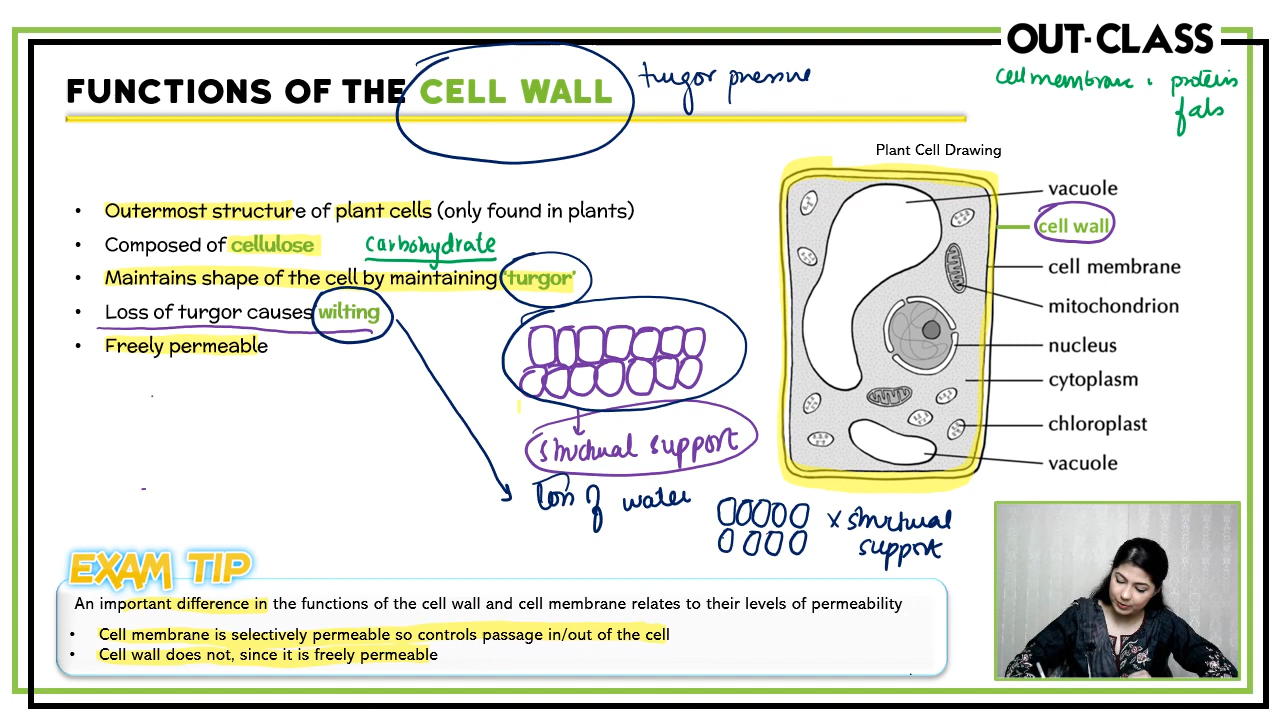 OUT-CLASS
FUNCTIONS OF THE CELL WALL
turgor pressure
cell membrane : protein
fats
Plant Cell Drawing
• Outermost structure of plant cells (only found in plants)
• Composed of cellulose
carbohydrate
• Maintains shape of the cell by maintaining 'turgor'
• Loss of turgor causes wilting
• Freely permeable
structual support
loss of water
x structual
support
vacuole
cell wall
cell membrane
mitochondrion
nucleus
cytoplasm
chloroplast
vacuole
EXAM TIP
An important difference in the functions of the cell wall and cell membrane relates to their levels of permeability
• Cell membrane is selectively permeable so controls passage in/out of the cell
• Cell wall does not, since it is freely permeable